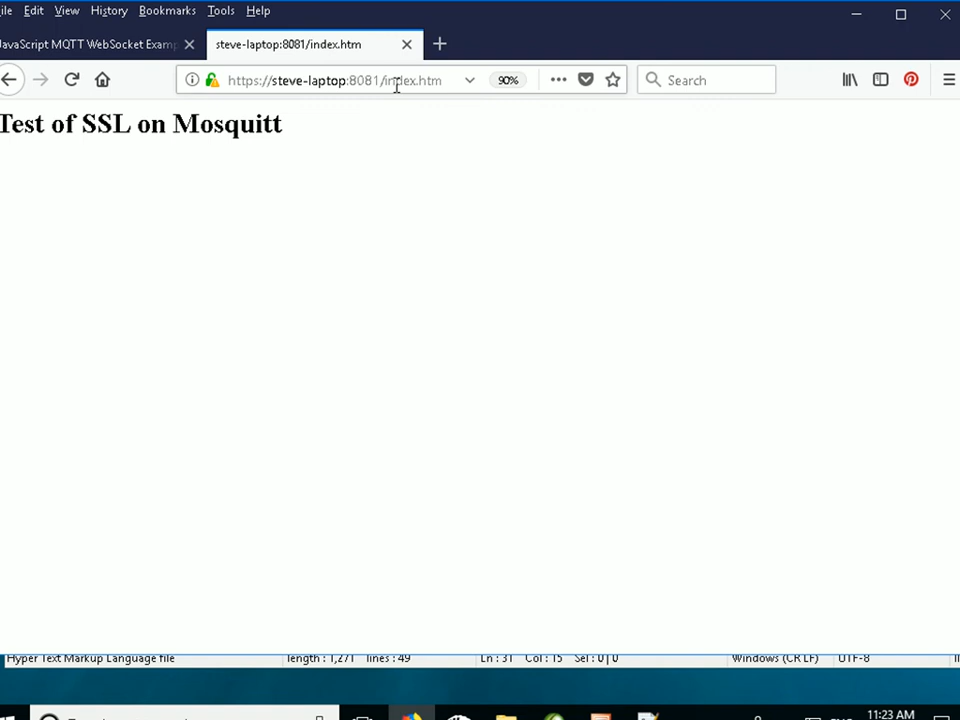 ile Edit View History Bookmarks Tools Help
JavaScript MQTT WebSocket Examp steve-laptop:8081/index.htm
https://steve-laptop:8081/index.htm 90% Search
Test of SSL on Mosquitt
Hyper Text Markup Language file length : 1,271 lines : 49 Ln : 31 Col : 15 Sel : 0 | 0 Windows (CR LF) UTF-8
11:23 AM